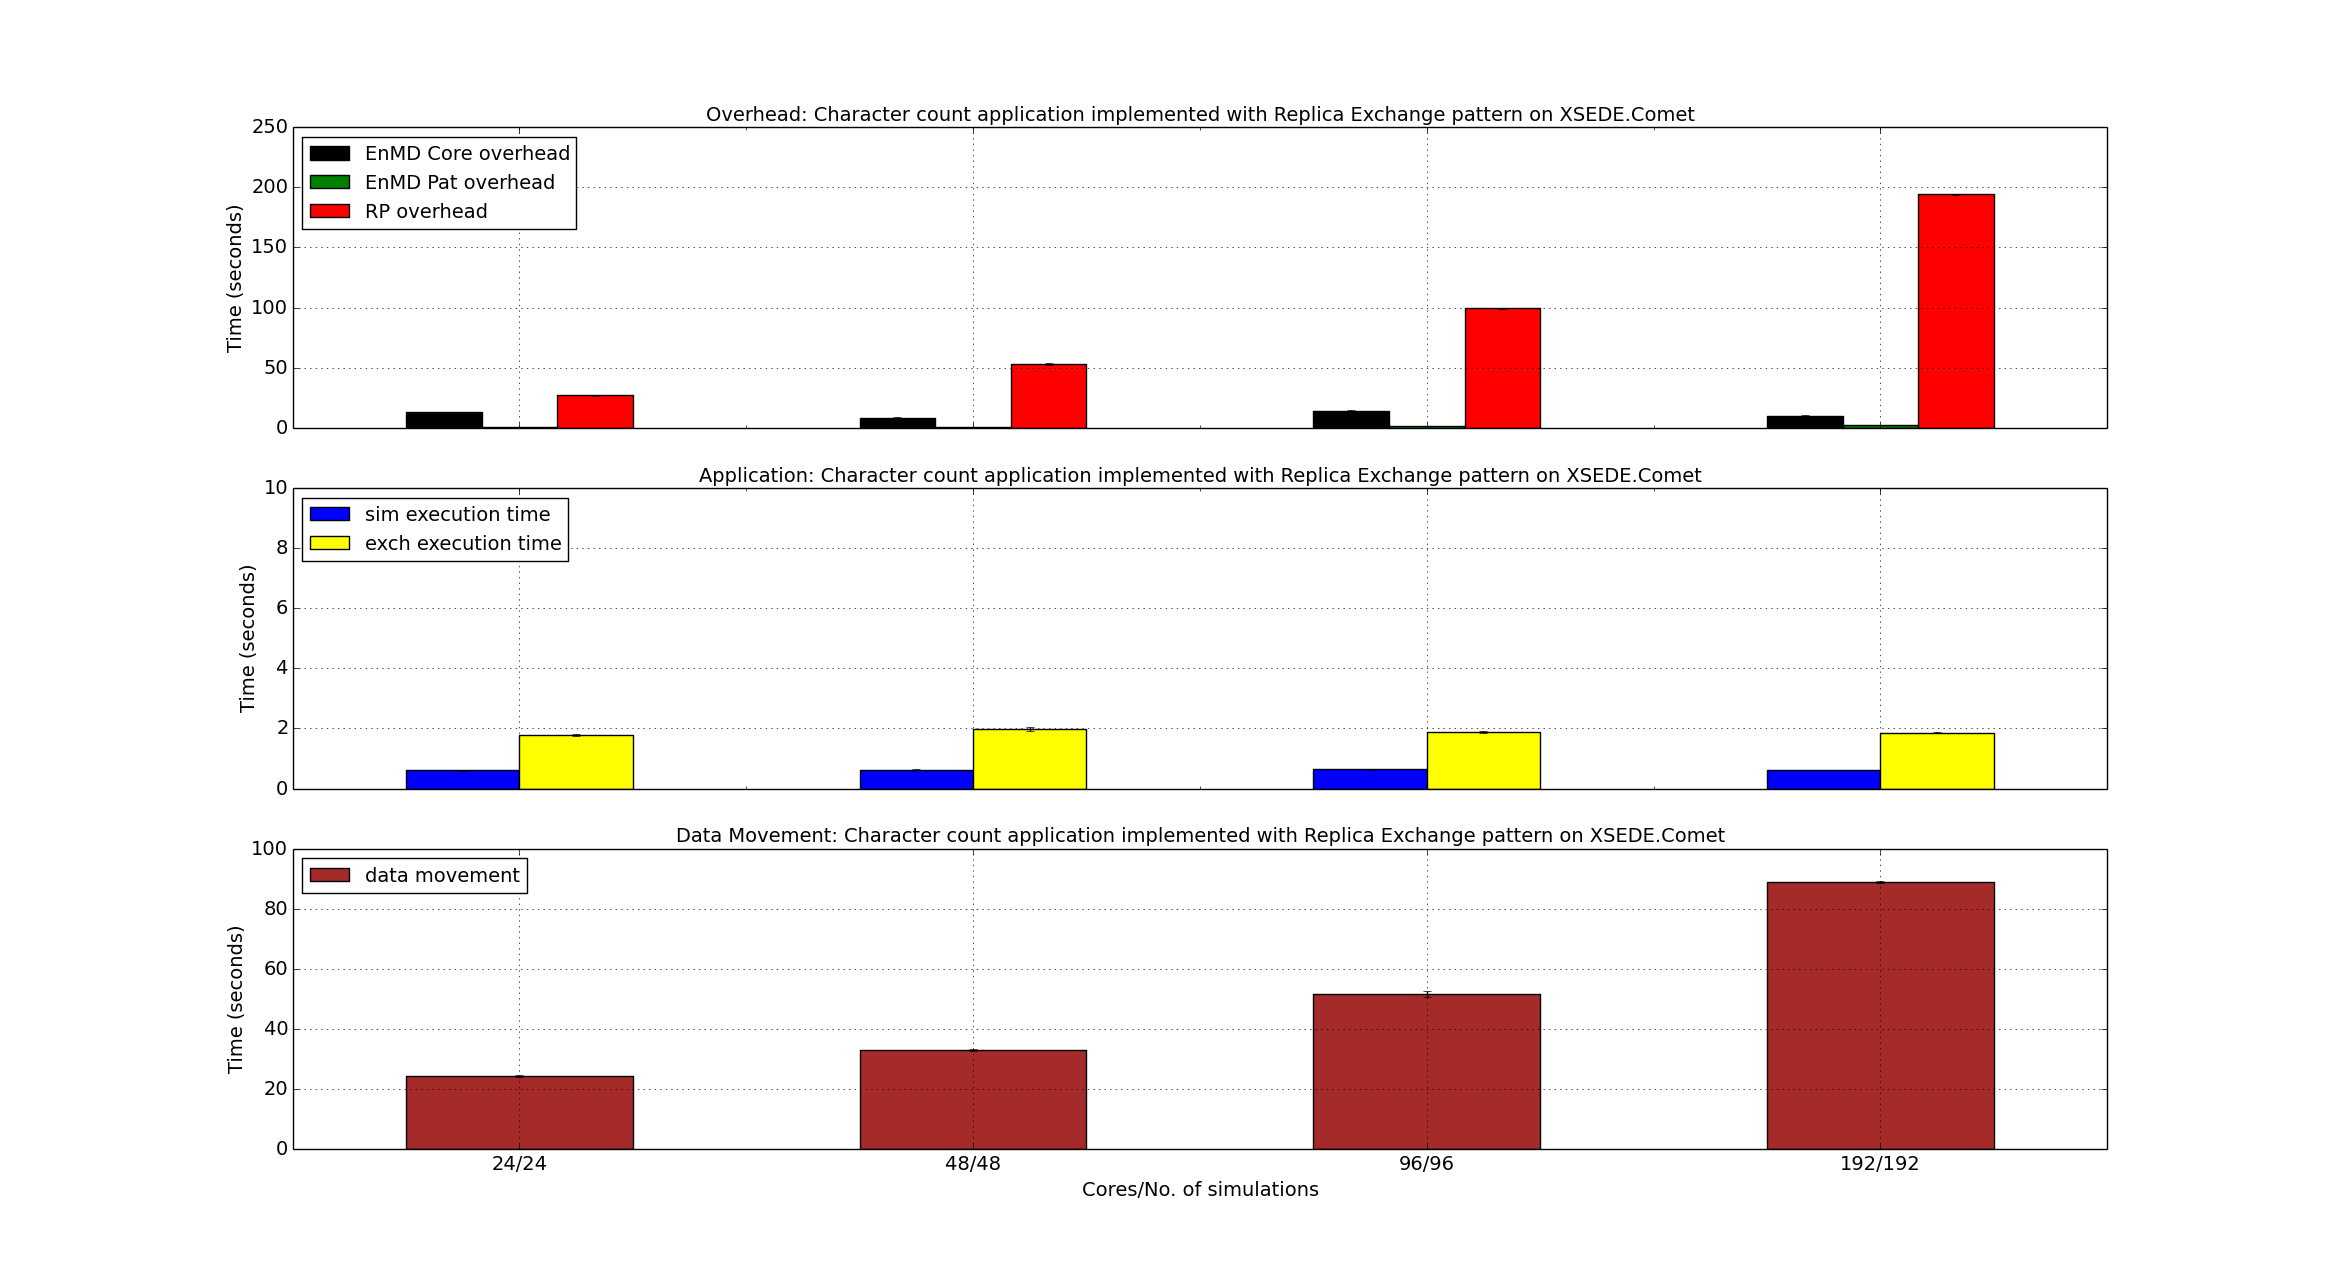 Overhead: Character count application implemented with Replica Exchange pattern on XSEDE.Comet
250
200
150
100
50
0
Time (seconds)
EnMD Core overhead
EnMD Pat overhead
RP overhead
Application: Character count application implemented with Replica Exchange pattern on XSEDE.Comet
10
8
6
4
2
0
Time (seconds)
sim execution time
exch execution time
Data Movement: Character count application implemented with Replica Exchange pattern on XSEDE.Comet
100
80
60
40
20
0
Time (seconds)
data movement
24/24
48/48
96/96
192/192
Cores/No. of simulations